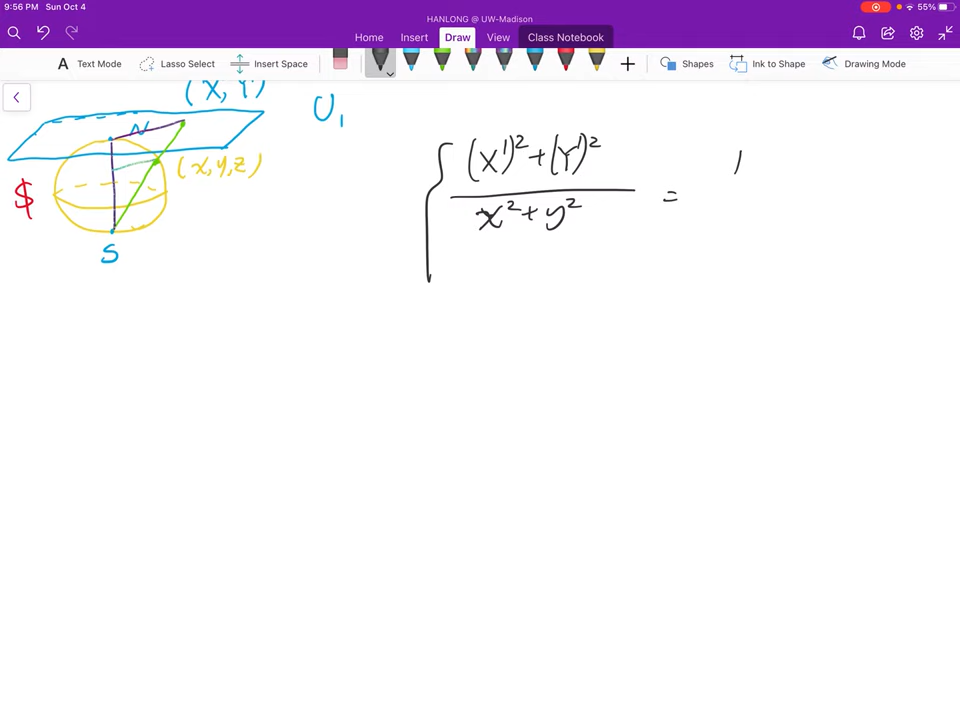 9:56 PM Sun Oct 4
55%
HANLONG @ UW-Madison
Home Insert Draw View Class Notebook
A Text Mode Lasso Select Insert Space Shapes Ink to Shape Drawing Mode
(X, Y) U₁
N
(x, y, z)
S
$
(X')² + (Y')² / x² + y² = 1